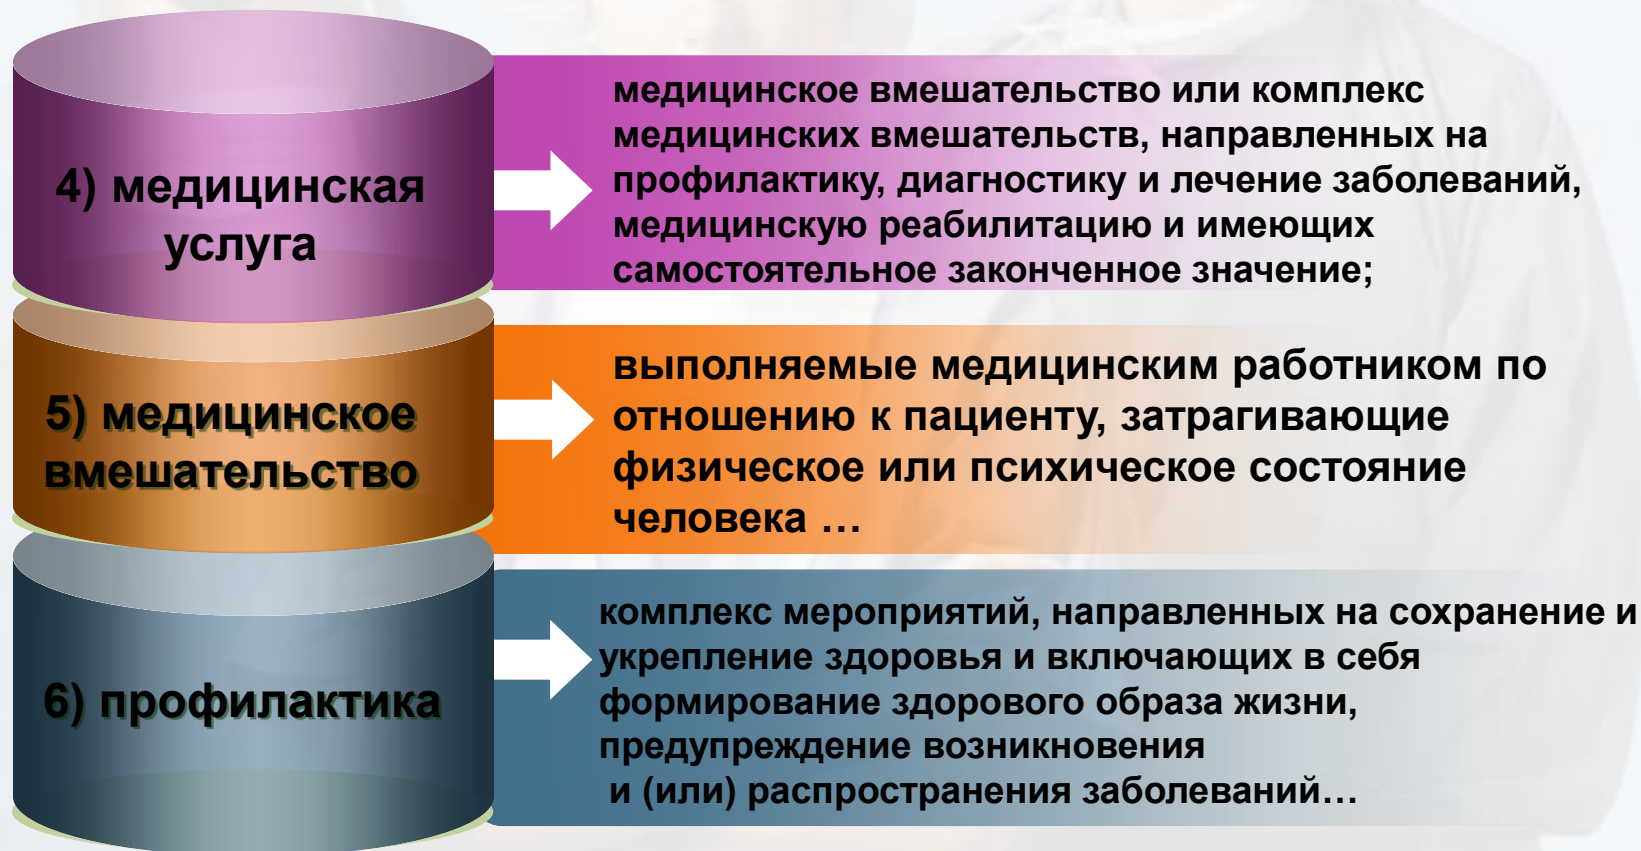 4) медицинская
услуга
медицинское вмешательство или комплекс
медицинских вмешательств, направленных на
профилактику, диагностику и лечение заболеваний,
медицинскую реабилитацию и имеющих
самостоятельное законченное значение;
5) медицинское
вмешательство
выполняемые медицинским работником по
отношению к пациенту, затрагивающие
физическое или психическое состояние
человека …
6) профилактика
комплекс мероприятий, направленных на сохранение и
укрепление здоровья и включающих в себя
формирование здорового образа жизни,
предупреждение возникновения
и (или) распространения заболеваний…